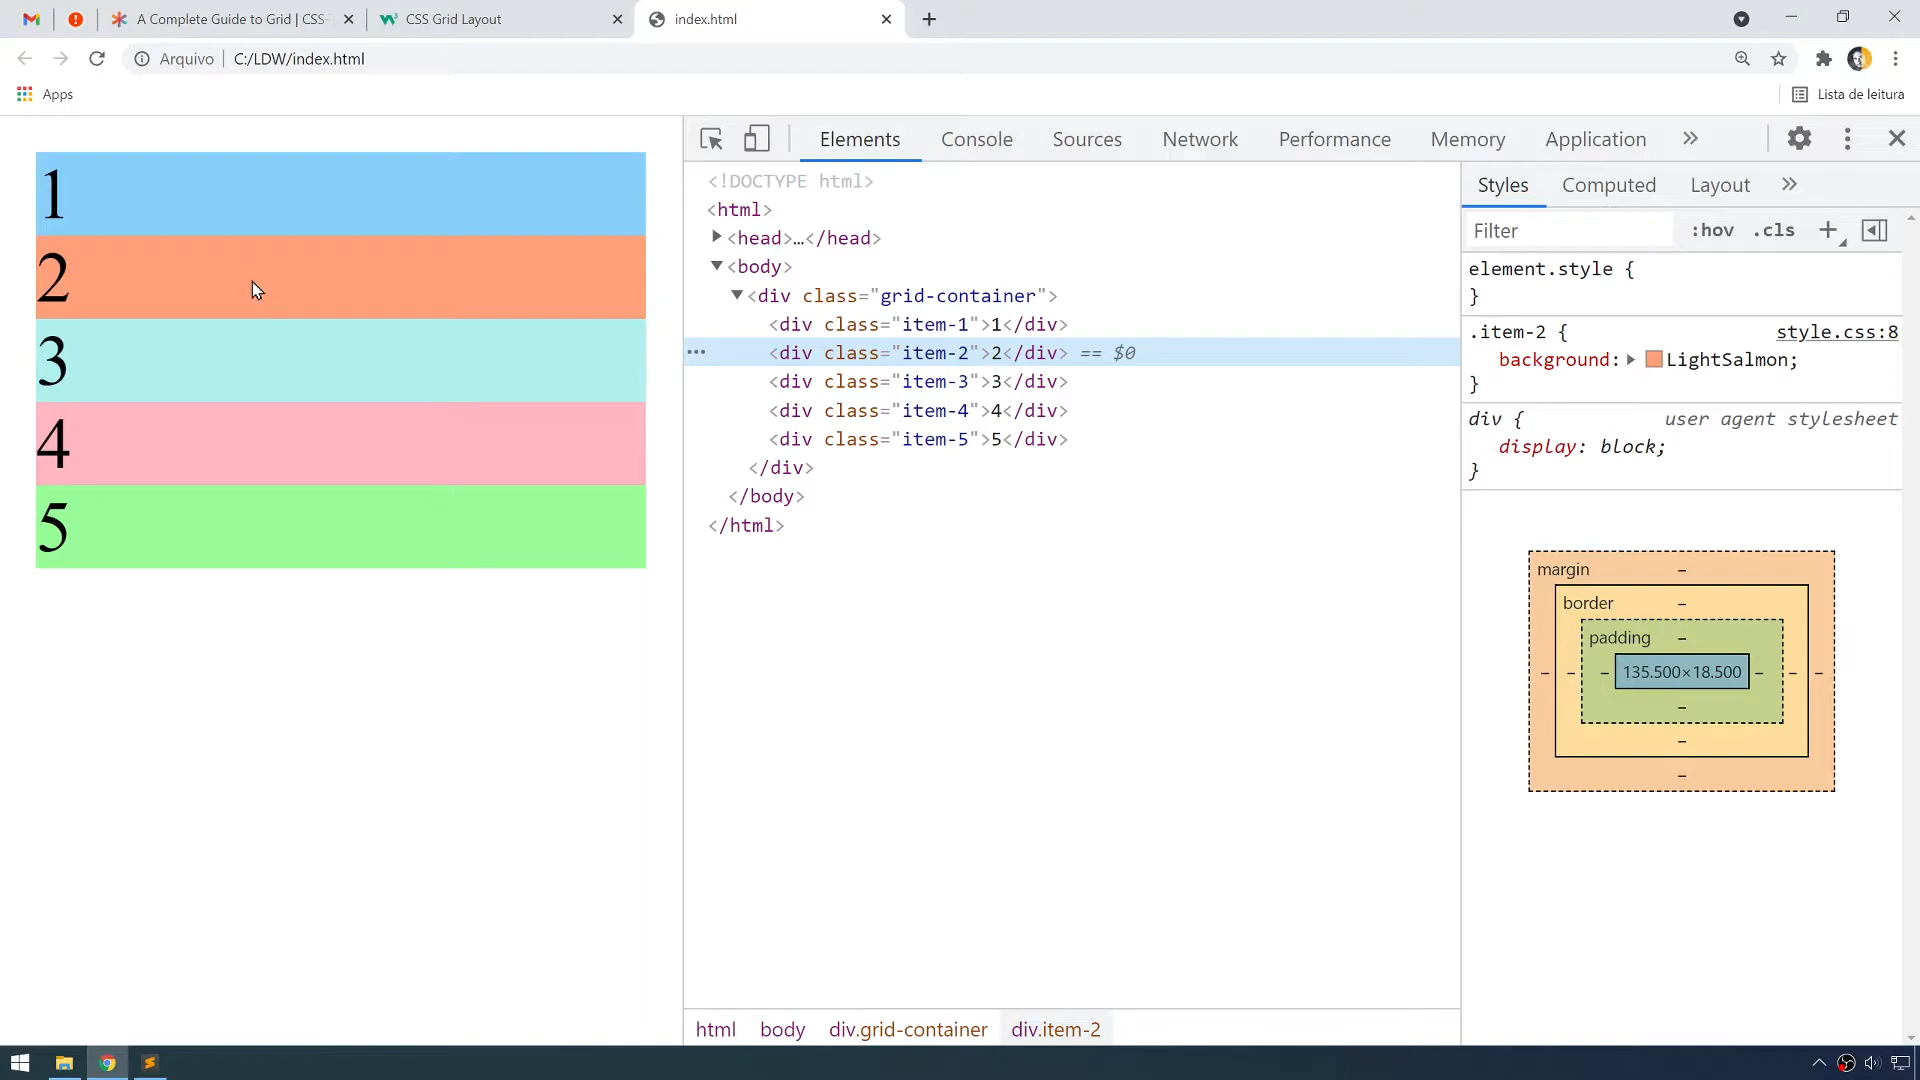 A Complete Guide to Grid | CSS-
CSS Grid Layout
index.html
Arquivo
C:/LDW/index.html
Apps
Lista de leitura
1
2
3
4
5
Elements
Console
Sources
Network
Performance
Memory
Application
<!DOCTYPE html>
<html>
<head>…</head>
<body>
<div class="grid-container">
<div class="item-1">1</div>
<div class="item-2">2</div> == $0
<div class="item-3">3</div>
<div class="item-4">4</div>
<div class="item-5">5</div>
</div>
</body>
</html>
html
body
div.grid-container
div.item-2
Styles
Computed
Layout
Filter
:hov
.cls
element.style {
}
.item-2 {
style.css:8
background: LightSalmon;
}
div {
user agent stylesheet
display: block;
}
margin
border
padding
135.500×18.500